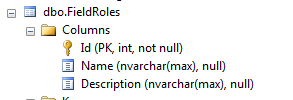 dbo.FieldRoles
Columns
Id (PK, int, not null)
Name (nvarchar(max), null)
Description (nvarchar(max), null)